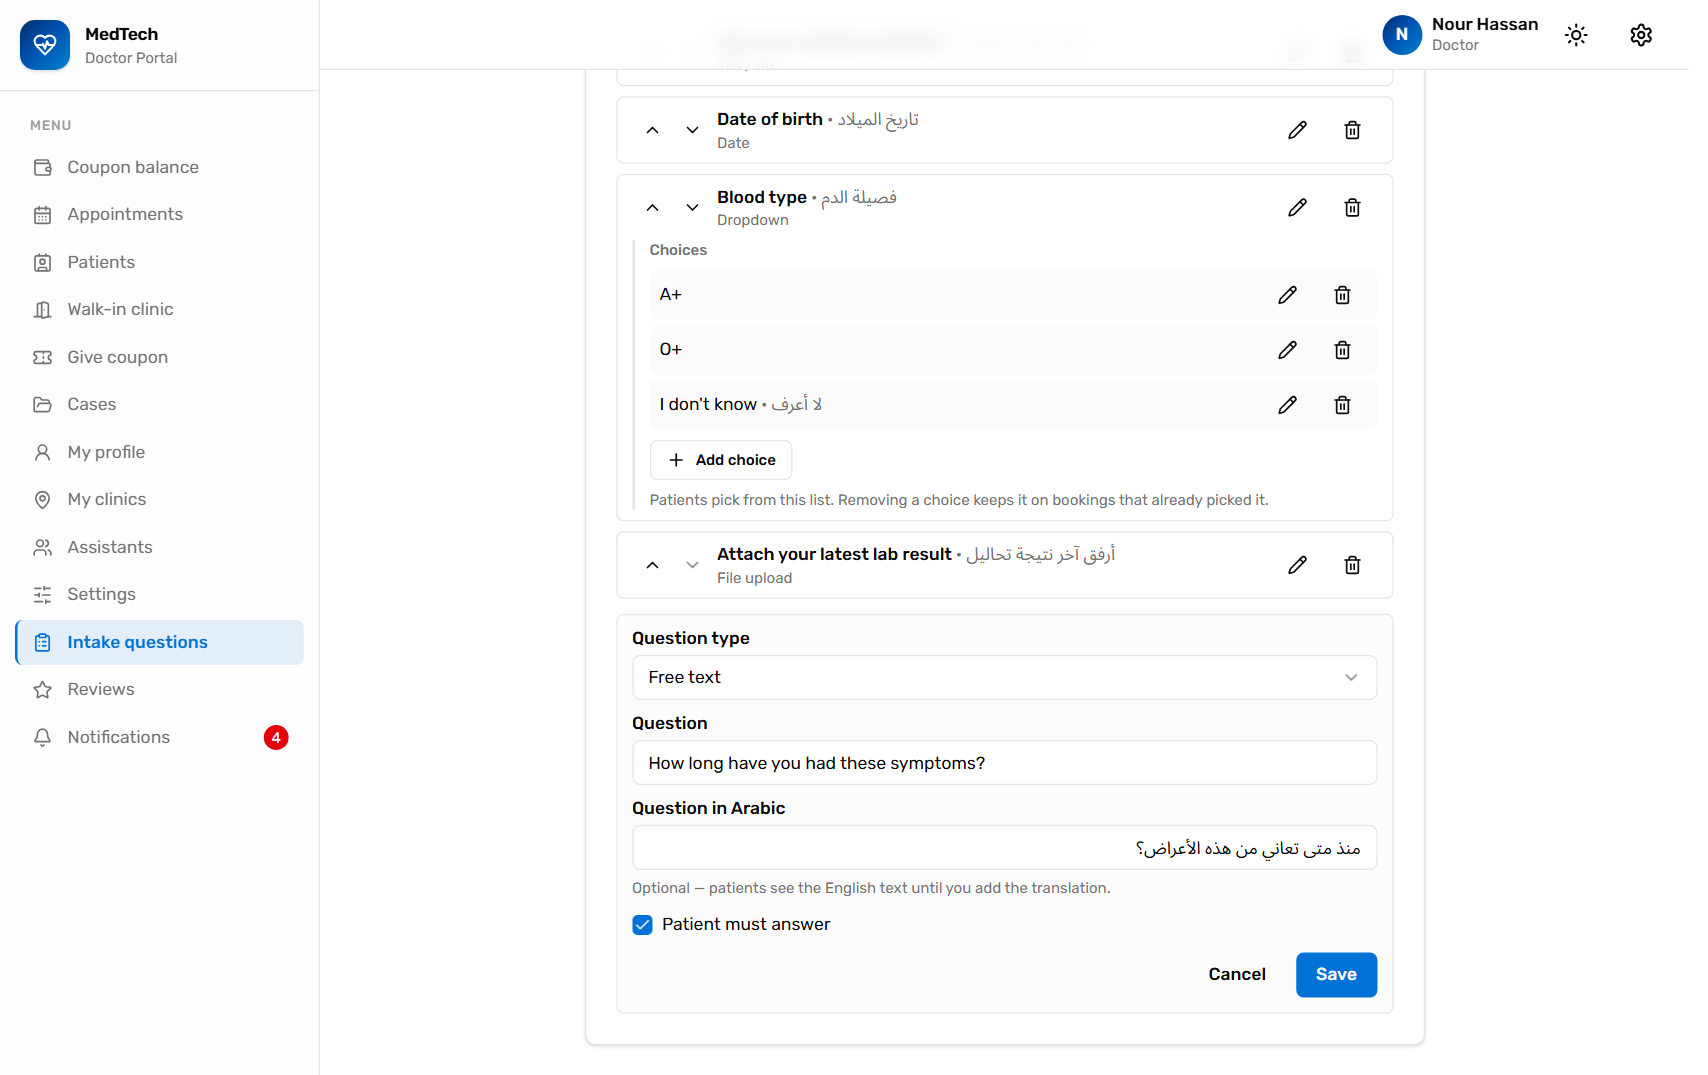 MedTech
Doctor Portal
Nour Hassan
Doctor
N
MENU
Coupon balance
Appointments
Patients
Walk-in clinic
Give coupon
Cases
My profile
My clinics
Assistants
Settings
Intake questions
Reviews
Notifications
4
Yes / no
Date of birth • تاريخ الميلاد
Date
Blood type • فصيلة الدم
Dropdown
Choices
A+
O+
I don't know • لا أعرف
Add choice
Patients pick from this list. Removing a choice keeps it on bookings that already picked it.
Attach your latest lab result • أرفق آخر نتيجة تحاليل
File upload
Question type
Free text
Question
How long have you had these symptoms?
Question in Arabic
منذ متى تعاني من هذه الأعراض؟
Optional — patients see the English text until you add the translation.
Patient must answer
Cancel
Save